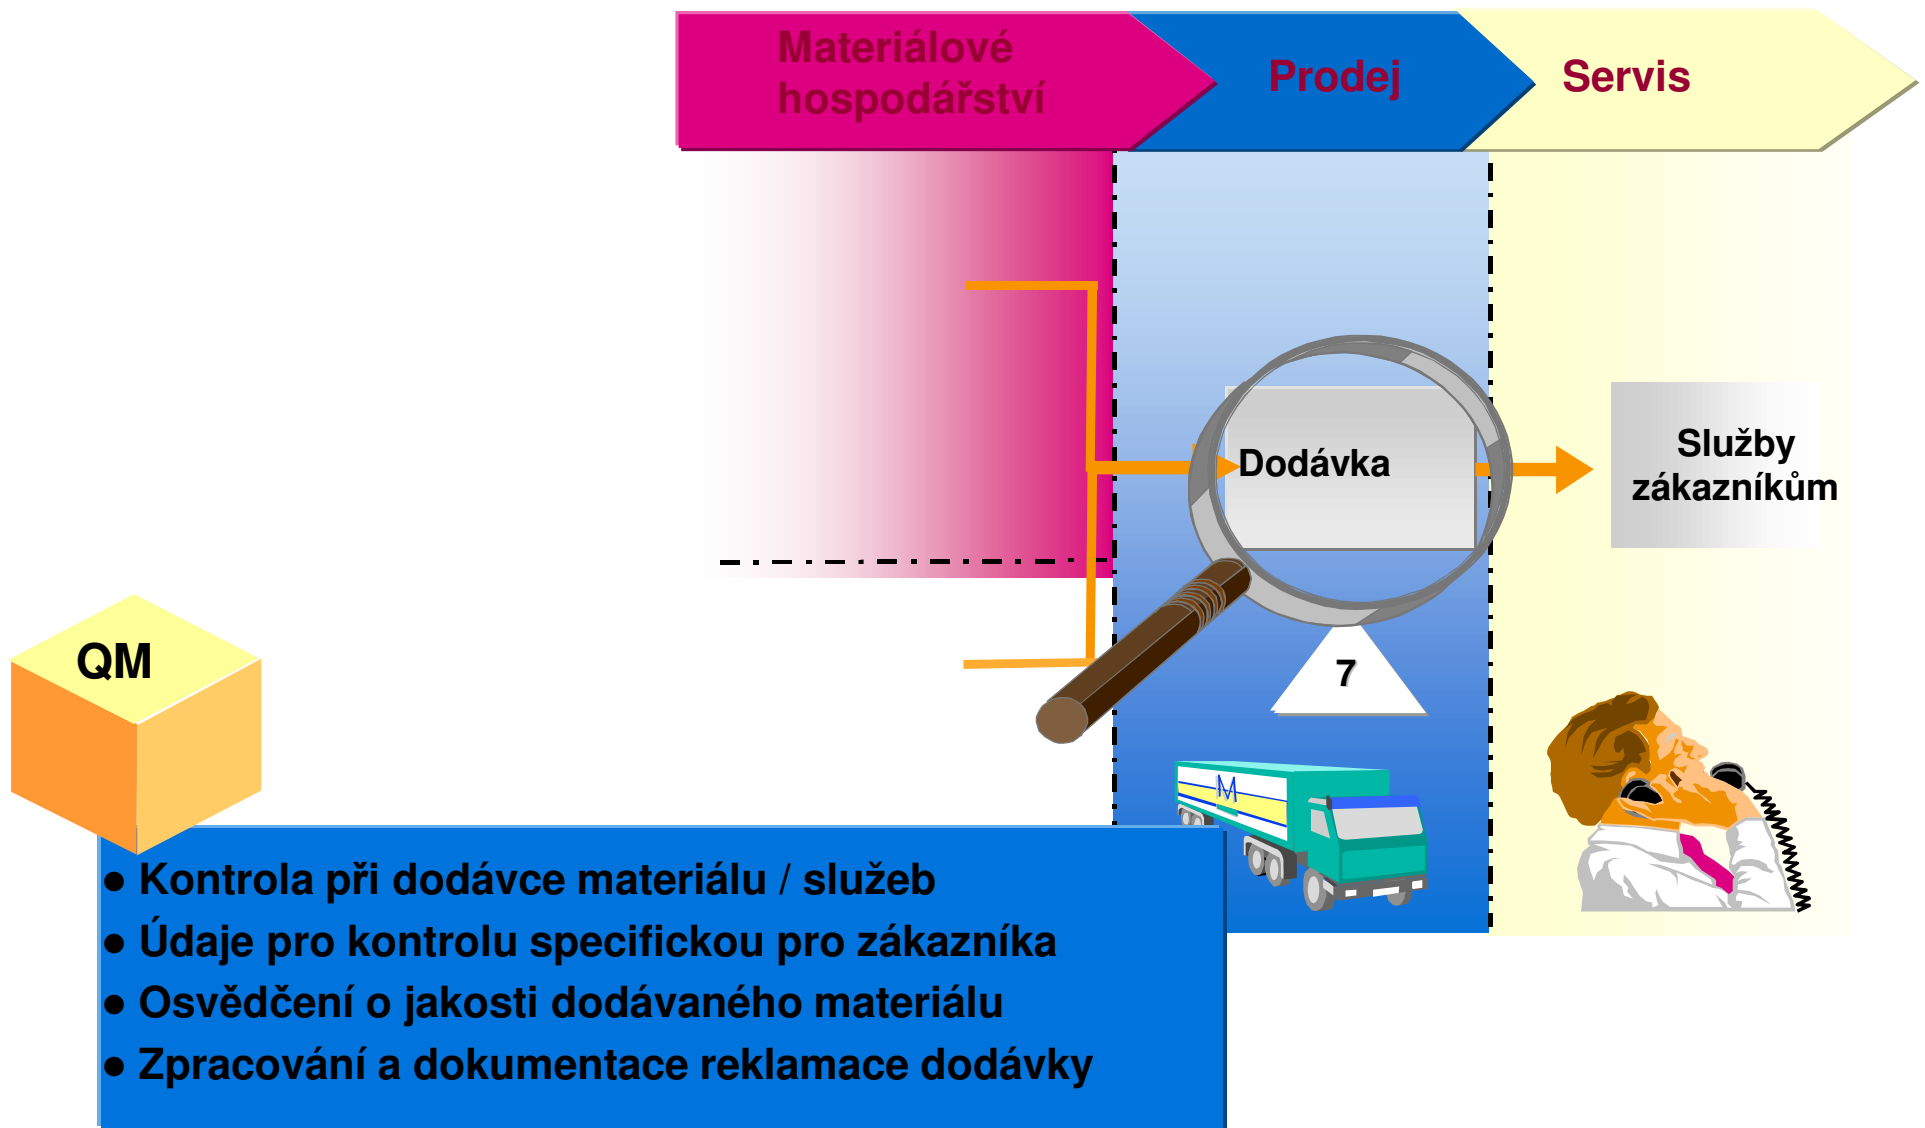 Materiálové
hospodářství
Prodej
Servis
Dodávka
Služby
zákazníkům
7
QM
M
● Kontrola při dodávce materiálu / služeb
● Údaje pro kontrolu specifickou pro zákazníka
● Osvědčení o jakosti dodávaného materiálu
● Zpracování a dokumentace reklamace dodávky